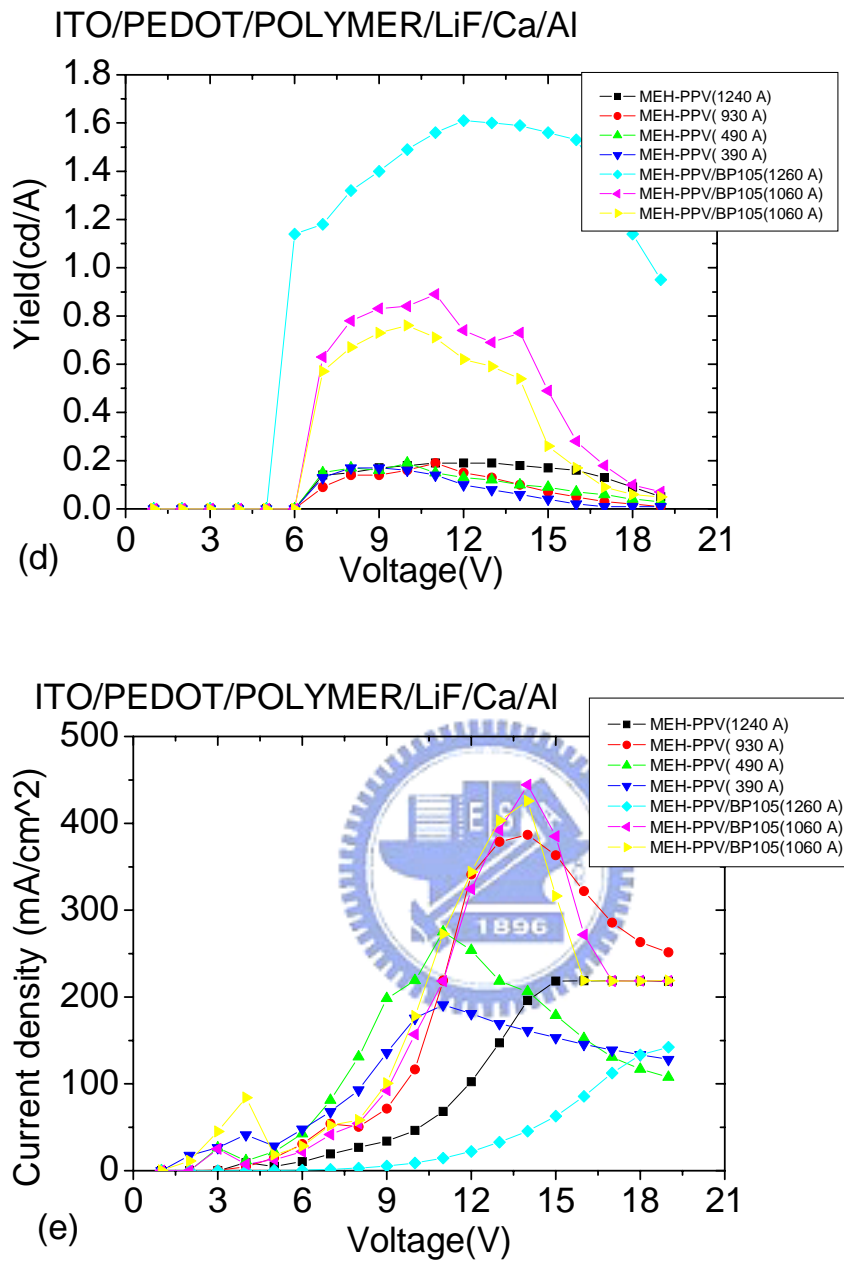 ITO/PEDOT/POLYMER/LiF/Ca/Al
1.8
1.6
1.4
1.2
1.0
0.8
0.6
0.4
0.2
0.0
Yield(cd/A)
MEH-PPV(1240 A)
MEH-PPV( 930 A)
MEH-PPV( 490 A)
MEH-PPV( 390 A)
MEH-PPV/BP105(1260 A)
MEH-PPV/BP105(1060 A)
MEH-PPV/BP105(1060 A)
0 3 6 9 12 15 18 21
Voltage(V)
(d)
ITO/PEDOT/POLYMER/LiF/Ca/Al
500
400
300
200
100
0
Current density (mA/cm^2)
MEH-PPV(1240 A)
MEH-PPV( 930 A)
MEH-PPV( 490 A)
MEH-PPV( 390 A)
MEH-PPV/BP105(1260 A)
MEH-PPV/BP105(1060 A)
MEH-PPV/BP105(1060 A)
E S
1896
0 3 6 9 12 15 18 21
Voltage(V)
(e)